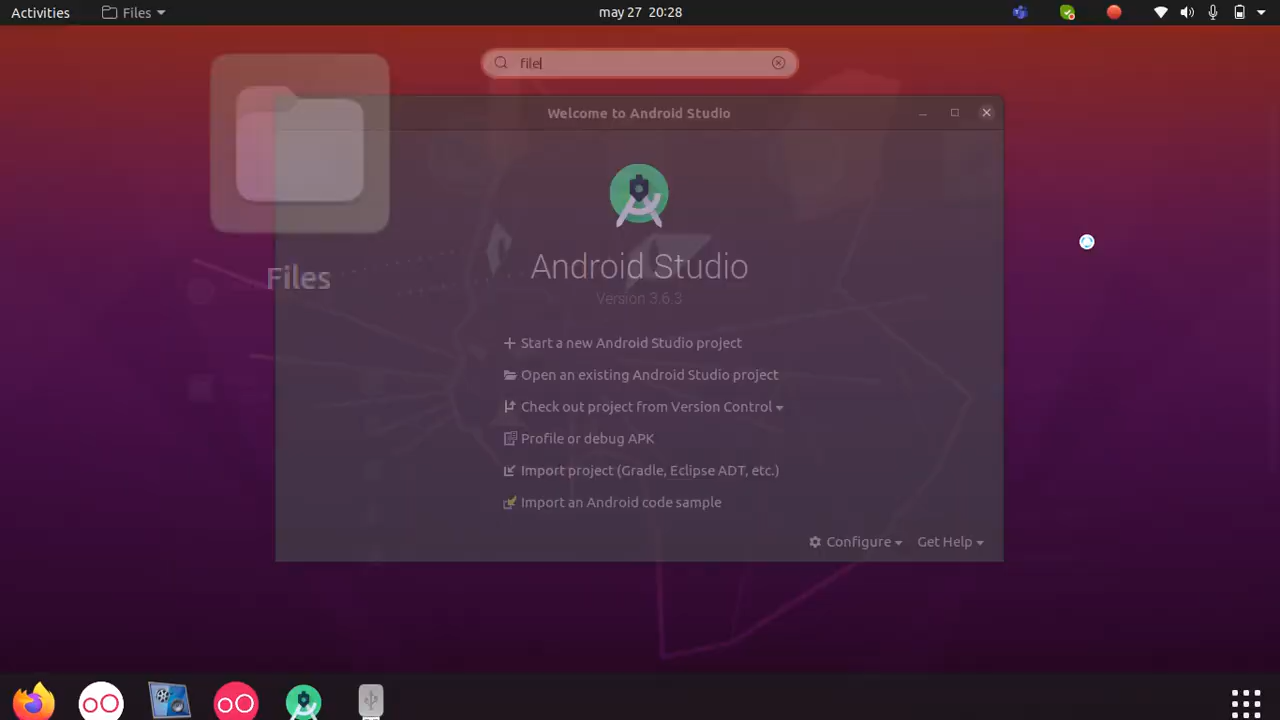 Activities
Files
may 27 20:28
file
Files
Welcome to Android Studio
Android Studio
Version 3.6.3
Start a new Android Studio project
Open an existing Android Studio project
Check out project from Version Control
Profile or debug APK
Import project (Gradle, Eclipse ADT, etc.)
Import an Android code sample
Configure
Get Help